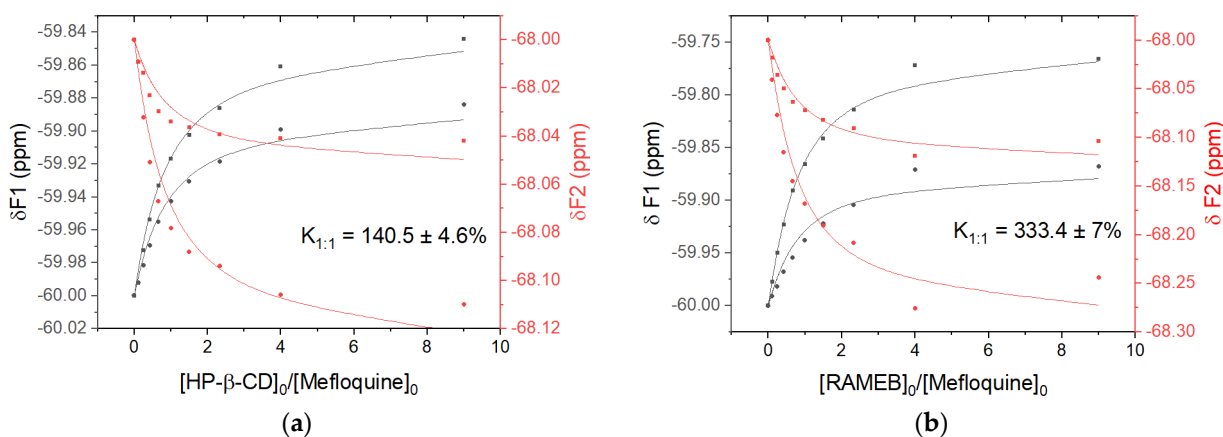 -59.84
-59.86
-59.88
-59.90
-59.92
-59.94
-59.96
-59.98
-60.00
-60.02
δF1 (ppm)
-68.00
-68.02
-68.04
-68.06
-68.08
-68.10
-68.12
δF2 (ppm)
K1:1 = 140.5 ± 4.6%
0 2 4 6 8 10
[HP-β-CD]0/[Mefloquine]0
(a)
-59.75
-59.80
-59.85
-59.90
-59.95
-60.00
δ F1 (ppm)
-68.00
-68.05
-68.10
-68.15
-68.20
-68.25
-68.30
δ F2 (ppm)
K1:1 = 333.4 ± 7%
0 2 4 6 8 10
[RAMEB]0/[Mefloquine]0
(b)